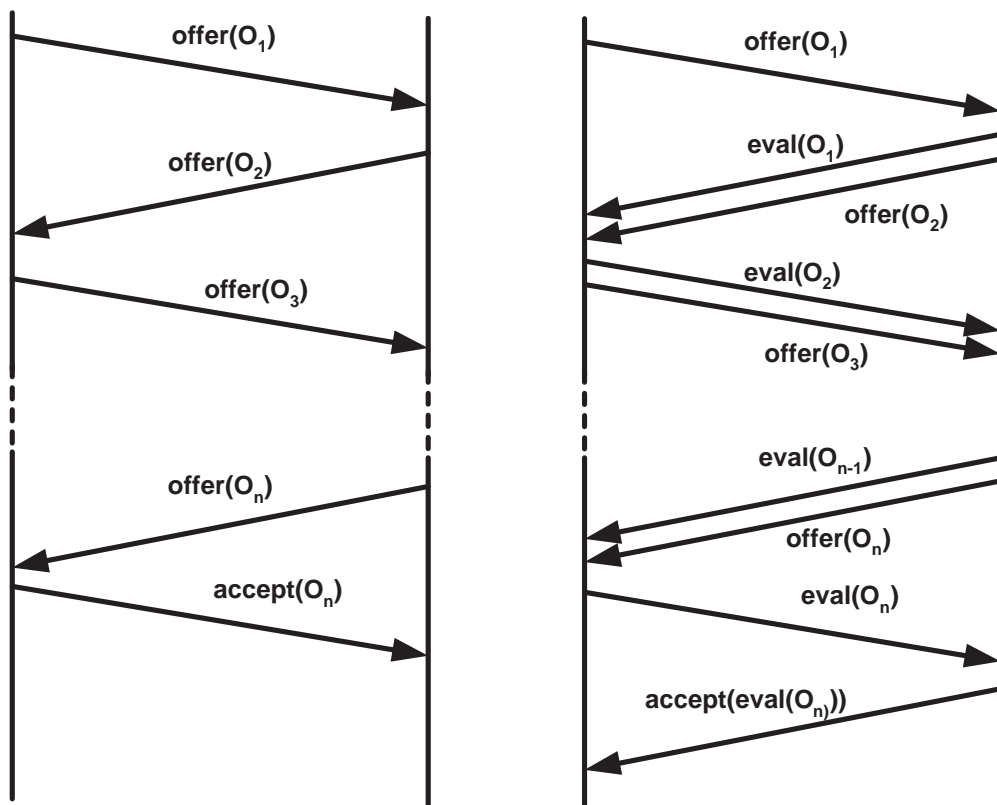 offer(O₁)
offer(O₂)
offer(O₃)
offer(Oₙ)
accept(Oₙ)
offer(O₁)
eval(O₁)
offer(O₂)
eval(O₂)
offer(O₃)
eval(Oₙ₋₁)
offer(Oₙ)
eval(Oₙ)
accept(eval(Oₙ₎)